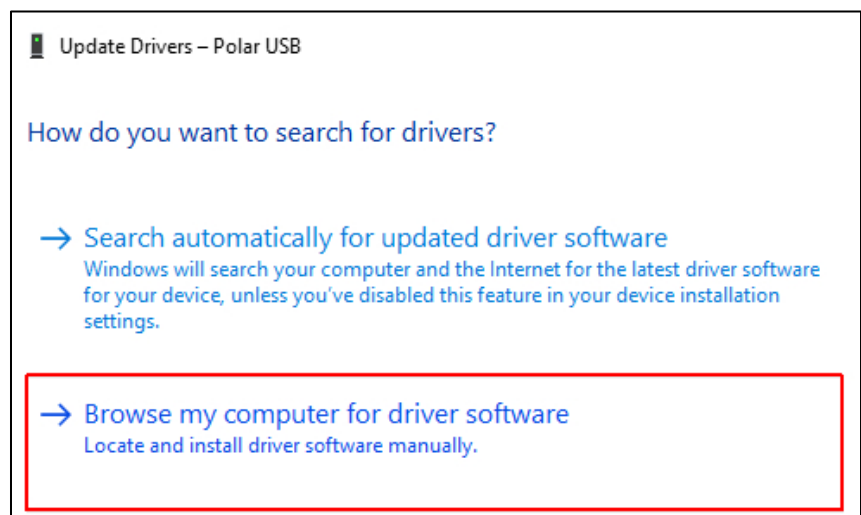 Update Drivers – Polar USB
How do you want to search for drivers?
Search automatically for updated driver software
Windows will search your computer and the Internet for the latest driver software
for your device, unless you've disabled this feature in your device installation
settings.
Browse my computer for driver software
Locate and install driver software manually.